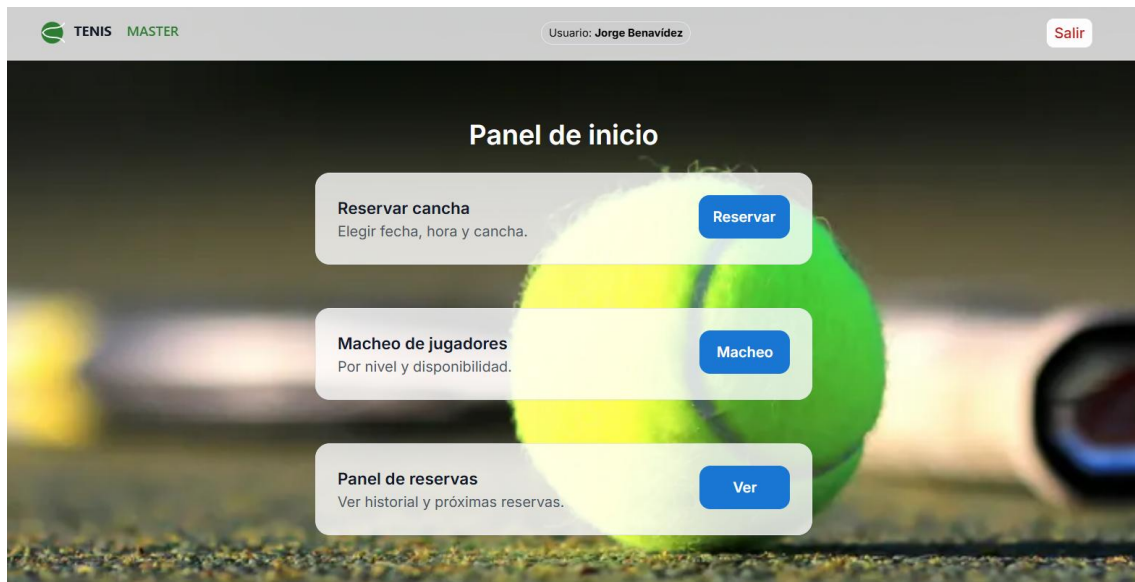 TENIS MASTER
Usuario: Jorge Benavídez
Salir
Panel de inicio
Reservar cancha
Elegir fecha, hora y cancha.
Reservar
Macheo de jugadores
Por nivel y disponibilidad.
Macheo
Panel de reservas
Ver historial y próximas reservas.
Ver